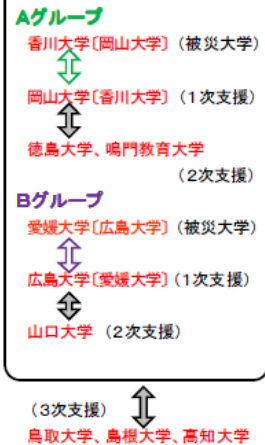 Aグループ
香川大学〔岡山大学〕（被災大学）
岡山大学〔香川大学〕（１次支援）
徳島大学、鳴門教育大学
（２次支援）
Bグループ
愛媛大学〔広島大学〕（被災大学）
広島大学〔愛媛大学〕（１次支援）
山口大学 （２次支援）
（３次支援）
鳥取大学、島根大学、高知大学